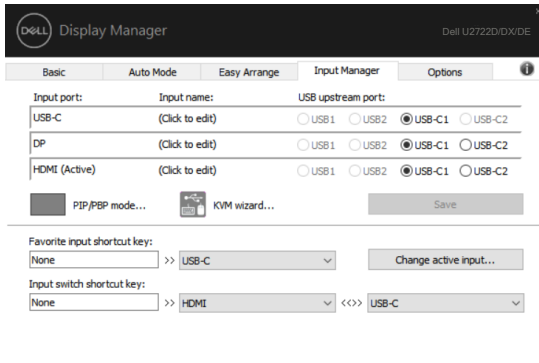 DELL Display Manager
Dell U2722D/DX/DE
Basic Auto Mode Easy Arrange Input Manager Options i
Input port: Input name: USB upstream port:
USB-C (Click to edit) USB1 USB2 USB-C1 USB-C2
DP (Click to edit) USB1 USB2 USB-C1 USB-C2
HDMI (Active) (Click to edit) USB1 USB2 USB-C1 USB-C2
PIP/PBP mode... KVM wizard... Save
Favorite input shortcut key:
None >> USB-C Change active input...
Input switch shortcut key:
None >> HDMI <<>> USB-C